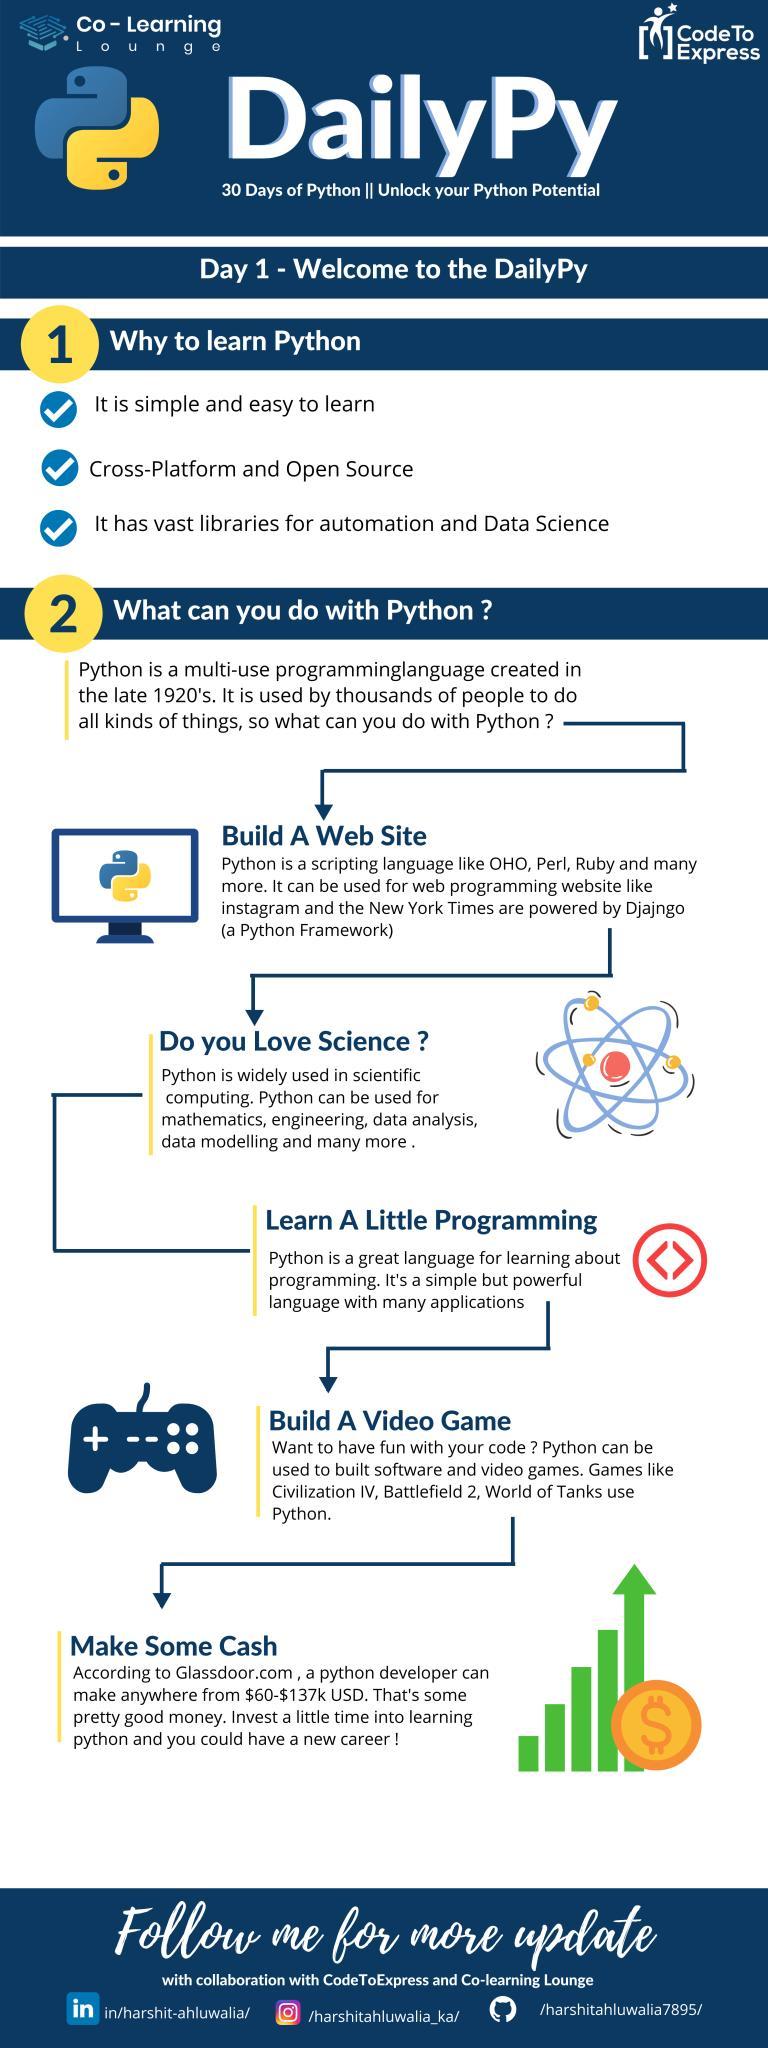 Co - Learning
Lounge
CodeTo
Express
DailyPy
30 Days of Python || Unlock your Python Potential
Day 1 - Welcome to the DailyPy
1 Why to learn Python
It is simple and easy to learn
Cross-Platform and Open Source
It has vast libraries for automation and Data Science
2 What can you do with Python ?
Python is a multi-use programminglanguage created in
the late 1920's. It is used by thousands of people to do
all kinds of things, so what can you do with Python ?
Build A Web Site
Python is a scripting language like OHO, Perl, Ruby and many
more. It can be used for web programming website like
instagram and the New York Times are powered by Djajngo
(a Python Framework)
Do you Love Science ?
Python is widely used in scientific
computing. Python can be used for
mathematics, engineering, data analysis,
data modelling and many more .
Learn A Little Programming
Python is a great language for learning about
programming. It's a simple but powerful
language with many applications
Build A Video Game
Want to have fun with your code ? Python can be
used to built software and video games. Games like
Civilization IV, Battlefield 2, World of Tanks use
Python.
Make Some Cash
According to Glassdoor.com , a python developer can
make anywhere from $60-$137k USD. That's some
pretty good money. Invest a little time into learning
python and you could have a new career !
$
Follow me for more update
with collaboration with CodeToExpress and Co-learning Lounge
in in/harshit-ahluwalia/ /harshitahluwalia_ka/ /harshitahluwalia7895/